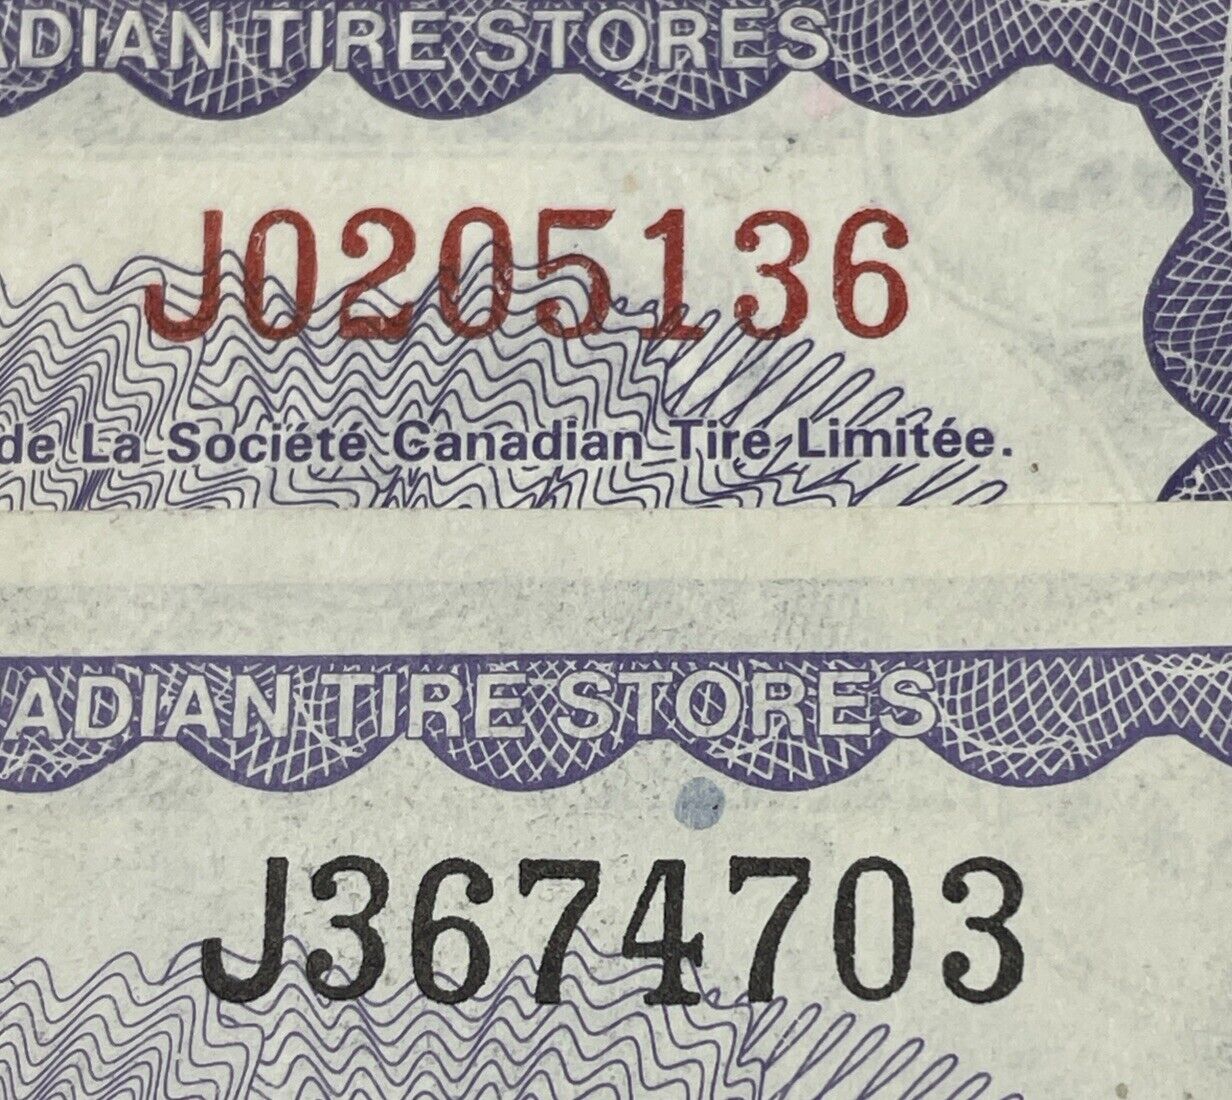 ADIAN TIRE STORES
J0205136
de La Société Canadian Tire Limitée.
ADIAN TIRE STORES
J3674703